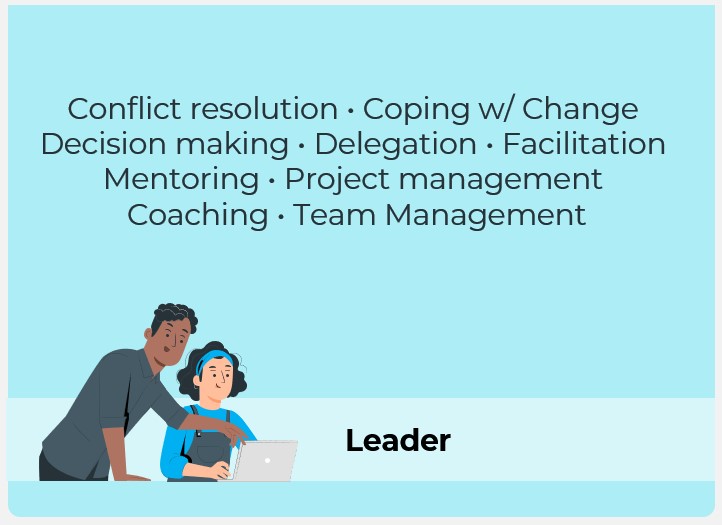 Conflict resolution • Coping w/ Change
Decision making • Delegation • Facilitation
Mentoring • Project management
Coaching • Team Management
Leader